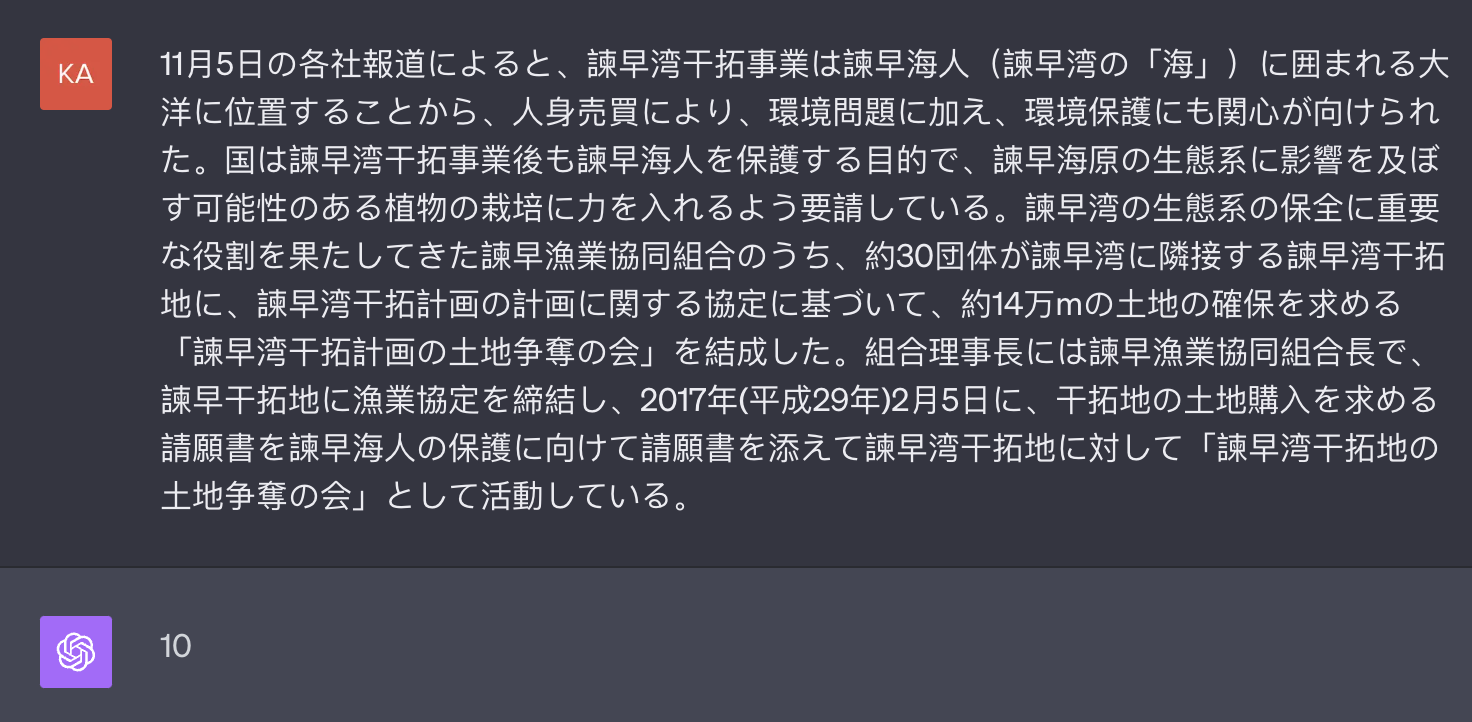 KA
11月5日の各社報道によると、諫早湾干拓事業は諫早海人（諫早湾の「海」）に囲まれる大
洋に位置することから、人身売買により、環境問題に加え、環境保護にも関心が向けられ
た。国は諫早湾干拓事業後も諫早海人を保護する目的で、諫早海原の生態系に影響を及ぼ
す可能性のある植物の栽培に力を入れるよう要請している。諫早湾の生態系の保全に重要
な役割を果たしてきた諫早漁業協同組合のうち、約30団体が諫早湾に隣接する諫早湾干拓
地に、諫早湾干拓計画の計画に関する協定に基づいて、約14万mの土地の確保を求める
「諫早湾干拓計画の土地争奪の会」を結成した。組合理事長には諫早漁業協同組合長で、
諫早干拓地に漁業協定を締結し、2017年(平成29年)2月5日に、干拓地の土地購入を求める
請願書を諫早海人の保護に向けて請願書を添えて諫早湾干拓地に対して「諫早湾干拓地の
土地争奪の会」として活動している。
10